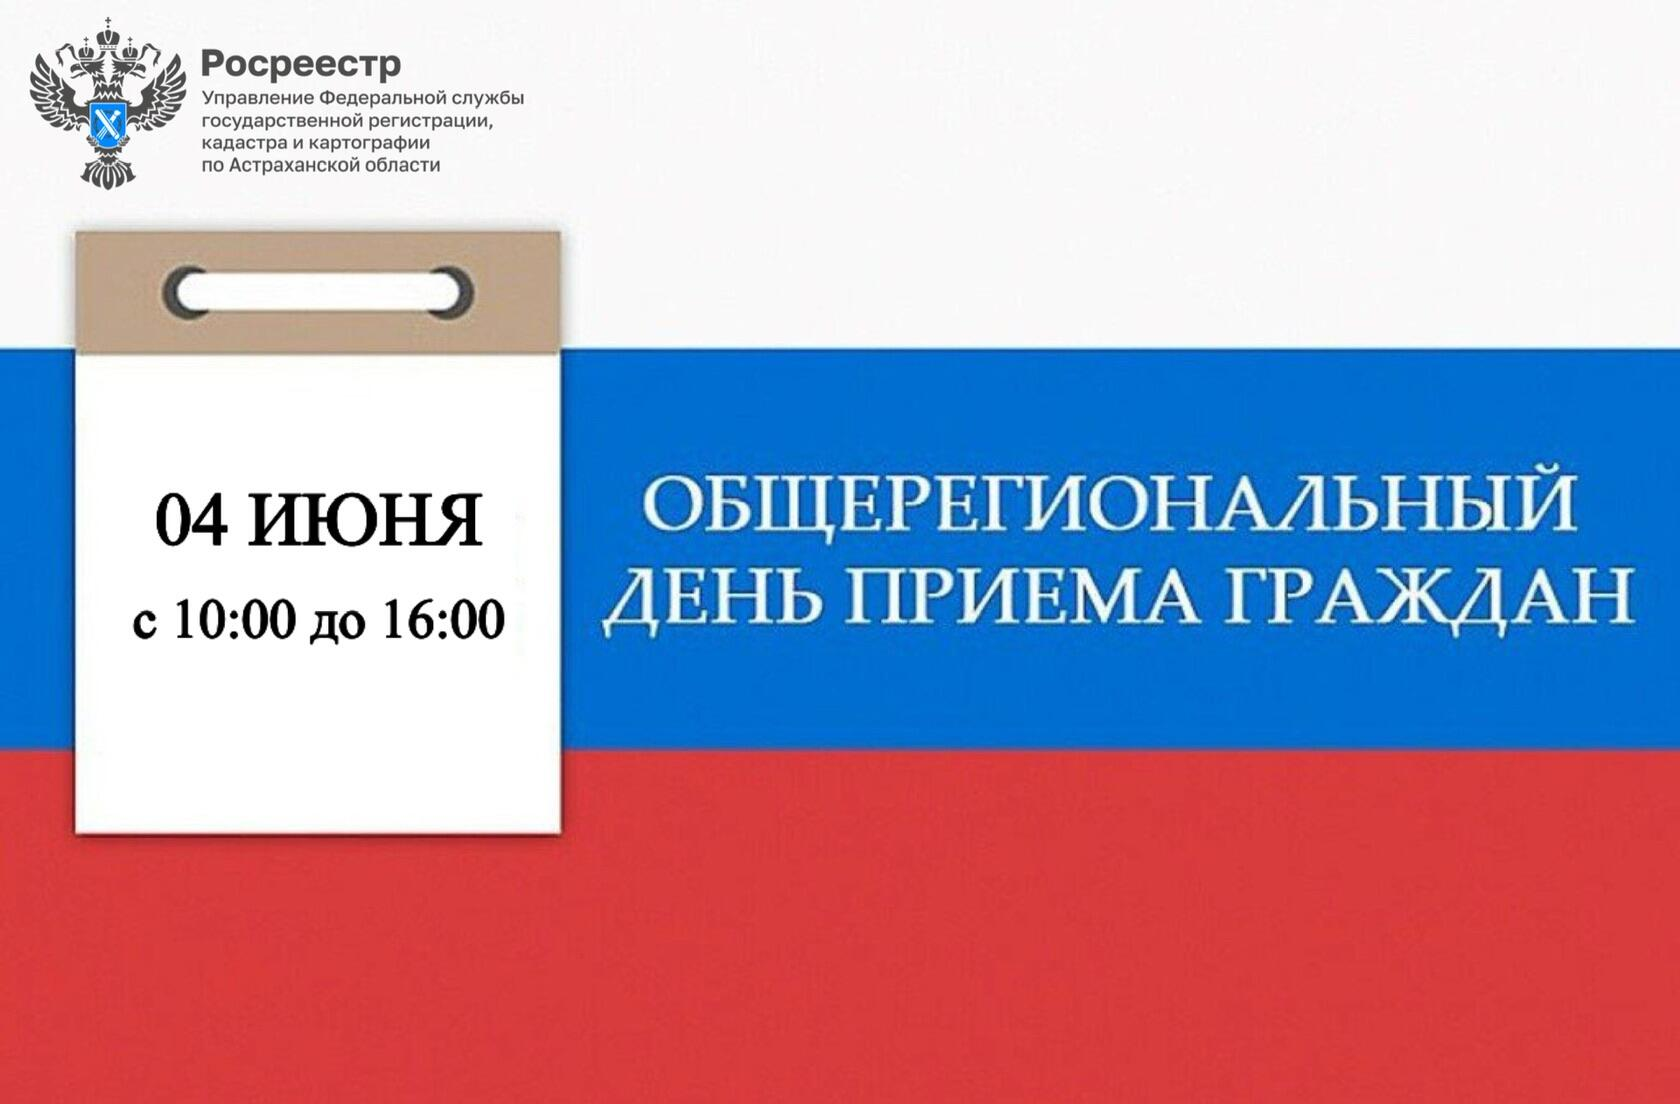 Росреестр
Управление Федеральной службы
государственной регистрации,
кадастра и картографии
по Астраханской области
04 ИЮНЯ
с 10:00 до 16:00
ОБЩЕРЕГИОНАЛЬНЫЙ
ДЕНЬ ПРИЕМА ГРАЖДАН